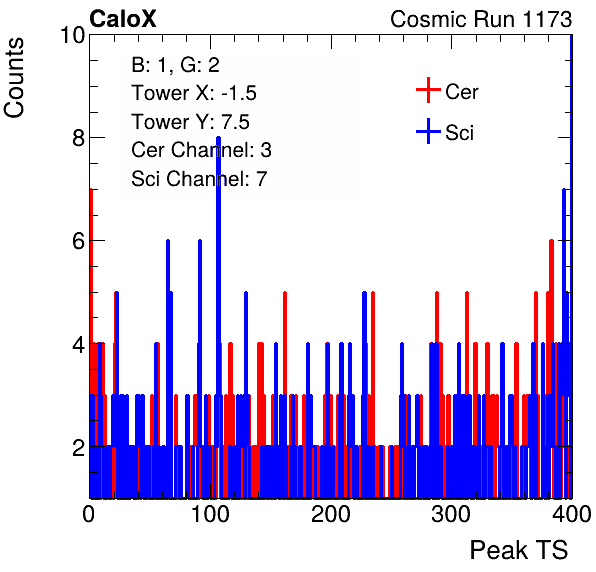 CaloX Cosmic Run 1173
Counts
10
8
6
4
2
B: 1, G: 2
Tower X: -1.5
Tower Y: 7.5
Cer Channel: 3
Sci Channel: 7
Cer
Sci
0 100 200 300 400
Peak TS